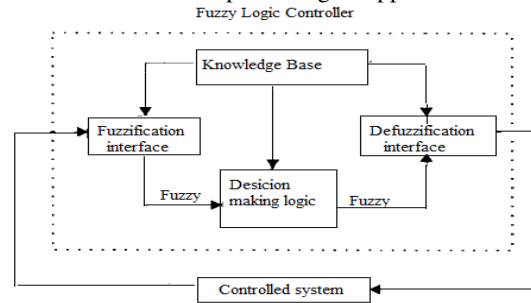 Fuzzy Logic Controller
Knowledge Base
Fuzzification
interface
Defuzzification
interface
Desicion
making logic
Fuzzy
Fuzzy
Controlled system